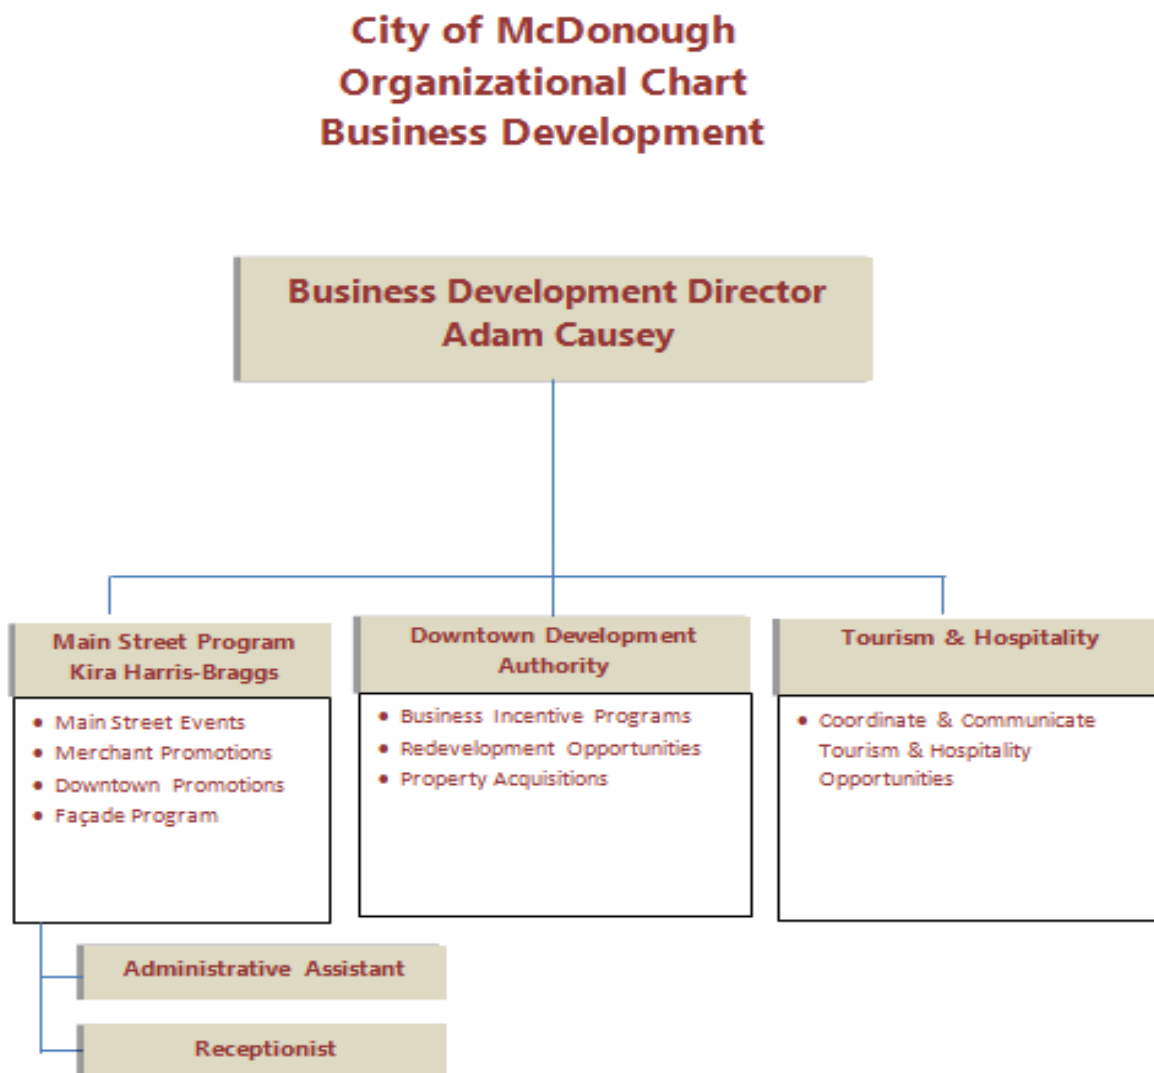 City of McDonough
Organizational Chart
Business Development
Business Development Director
Adam Causey
Main Street Program
Kira Harris-Braggs
• Main Street Events
• Merchant Promotions
• Downtown Promotions
• Façade Program
Downtown Development
Authority
• Business Incentive Programs
• Redevelopment Opportunities
• Property Acquisitions
Tourism & Hospitality
• Coordinate & Communicate
Tourism & Hospitality
Opportunities
Administrative Assistant
Receptionist